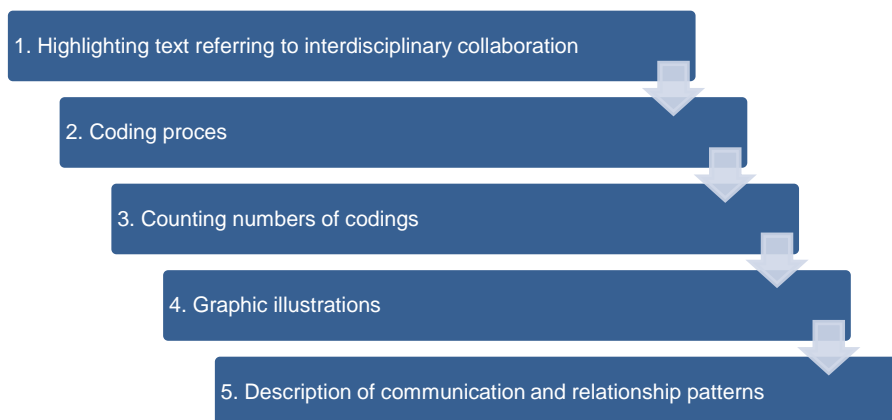 1. Highlighting text referring to interdisciplinary collaboration
2. Coding proces
3. Counting numbers of codings
4. Graphic illustrations
5. Description of communication and relationship patterns